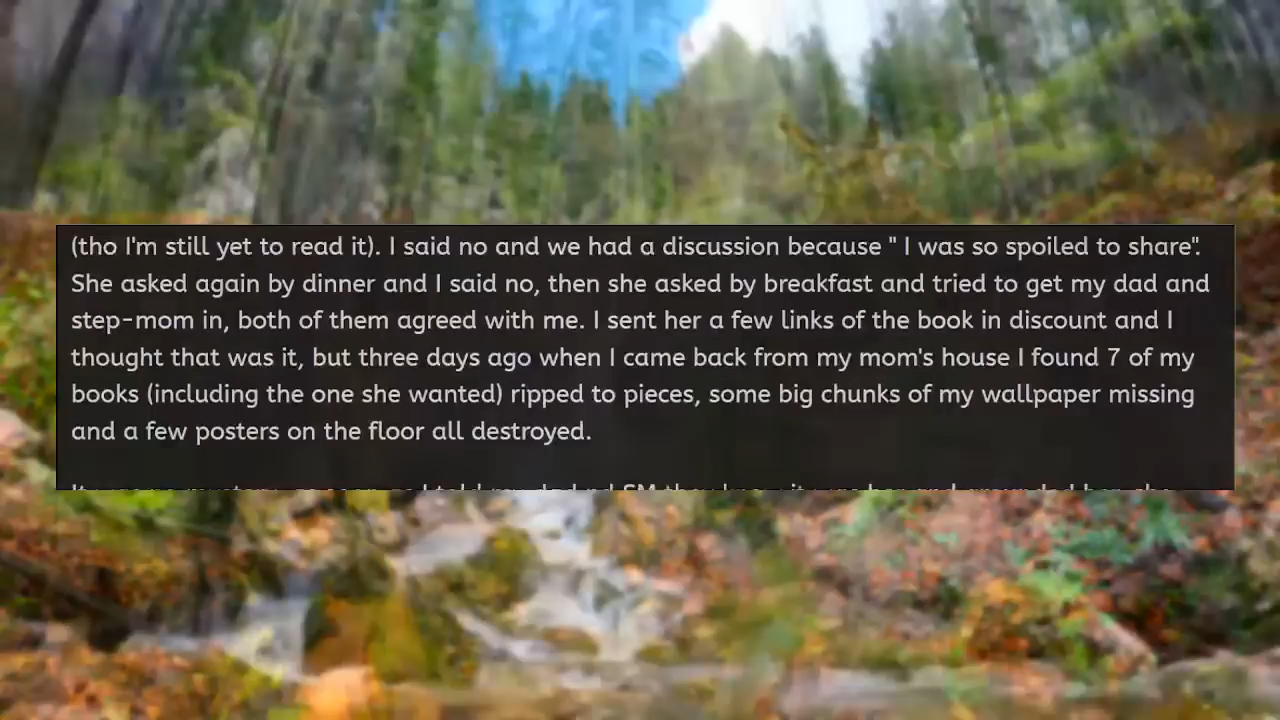 (tho I'm still yet to read it). I said no and we had a discussion because " I was so spoiled to share".
She asked again by dinner and I said no, then she asked by breakfast and tried to get my dad and
step-mom in, both of them agreed with me. I sent her a few links of the book in discount and I
thought that was it, but three days ago when I came back from my mom's house I found 7 of my
books (including the one she wanted) ripped to pieces, some big chunks of my wallpaper missing
and a few posters on the floor all destroyed.